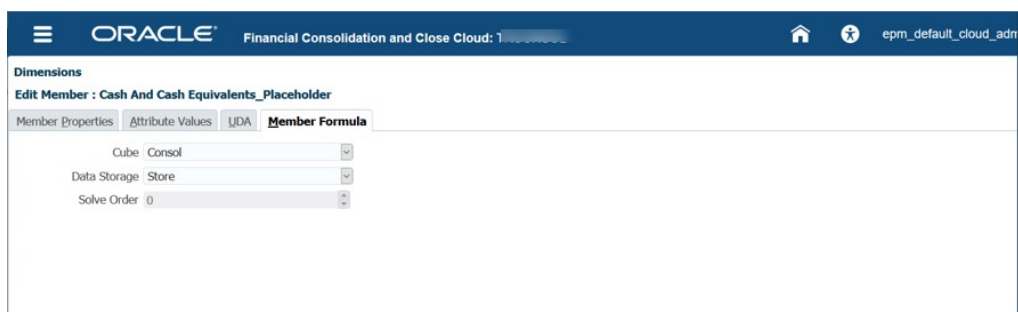 ORACLE® Financial Consolidation and Close Cloud: epm_default_cloud_adm
Dimensions
Edit Member : Cash And Cash Equivalents_Placeholder
Member Properties Attribute Values UDA Member Formula
Cube Consol
Data Storage Store
Solve Order 0